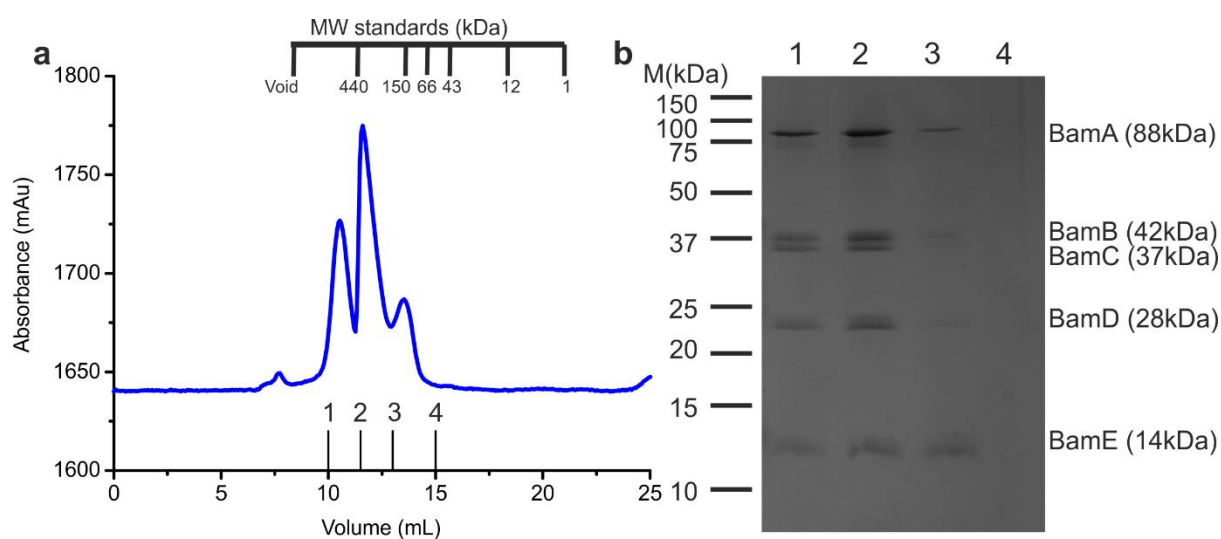 a
MW standards (kDa)
Void 440 150 66 43 12 1
1800
1750
1700
1650
1600
Absorbance (mAu)
1 2 3 4
0 5 10 15 20 25
Volume (mL)
b
M(kDa)
1 2 3 4
150
100
75
50
37
25
20
15
10
BamA (88kDa)
BamB (42kDa)
BamC (37kDa)
BamD (28kDa)
BamE (14kDa)